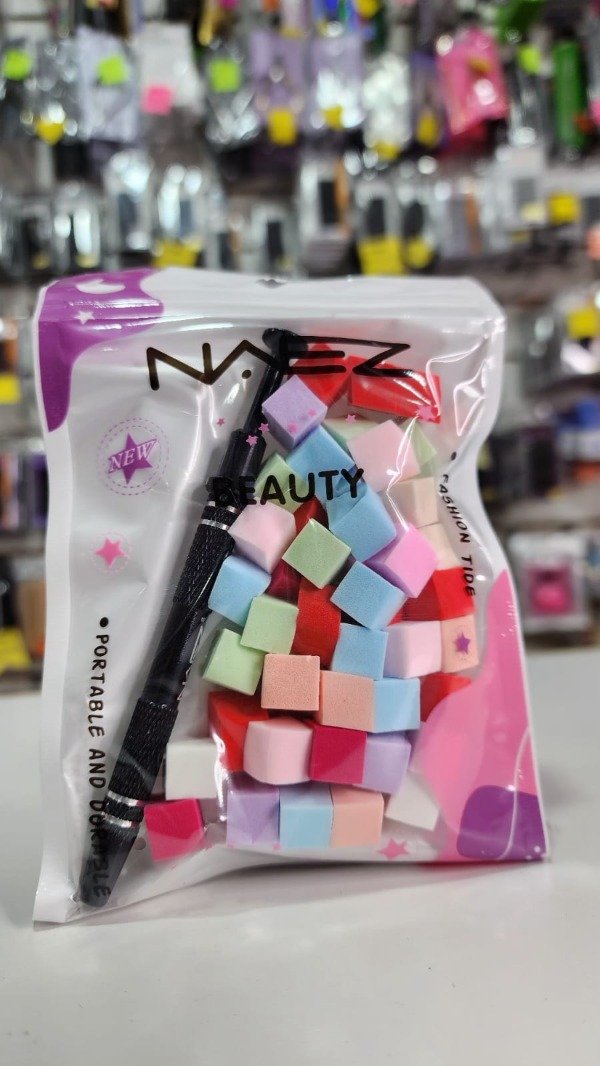 NAEZ
NEW
BEAUTY
• FASHION TIDE
• PORTABLE AND DURABLE